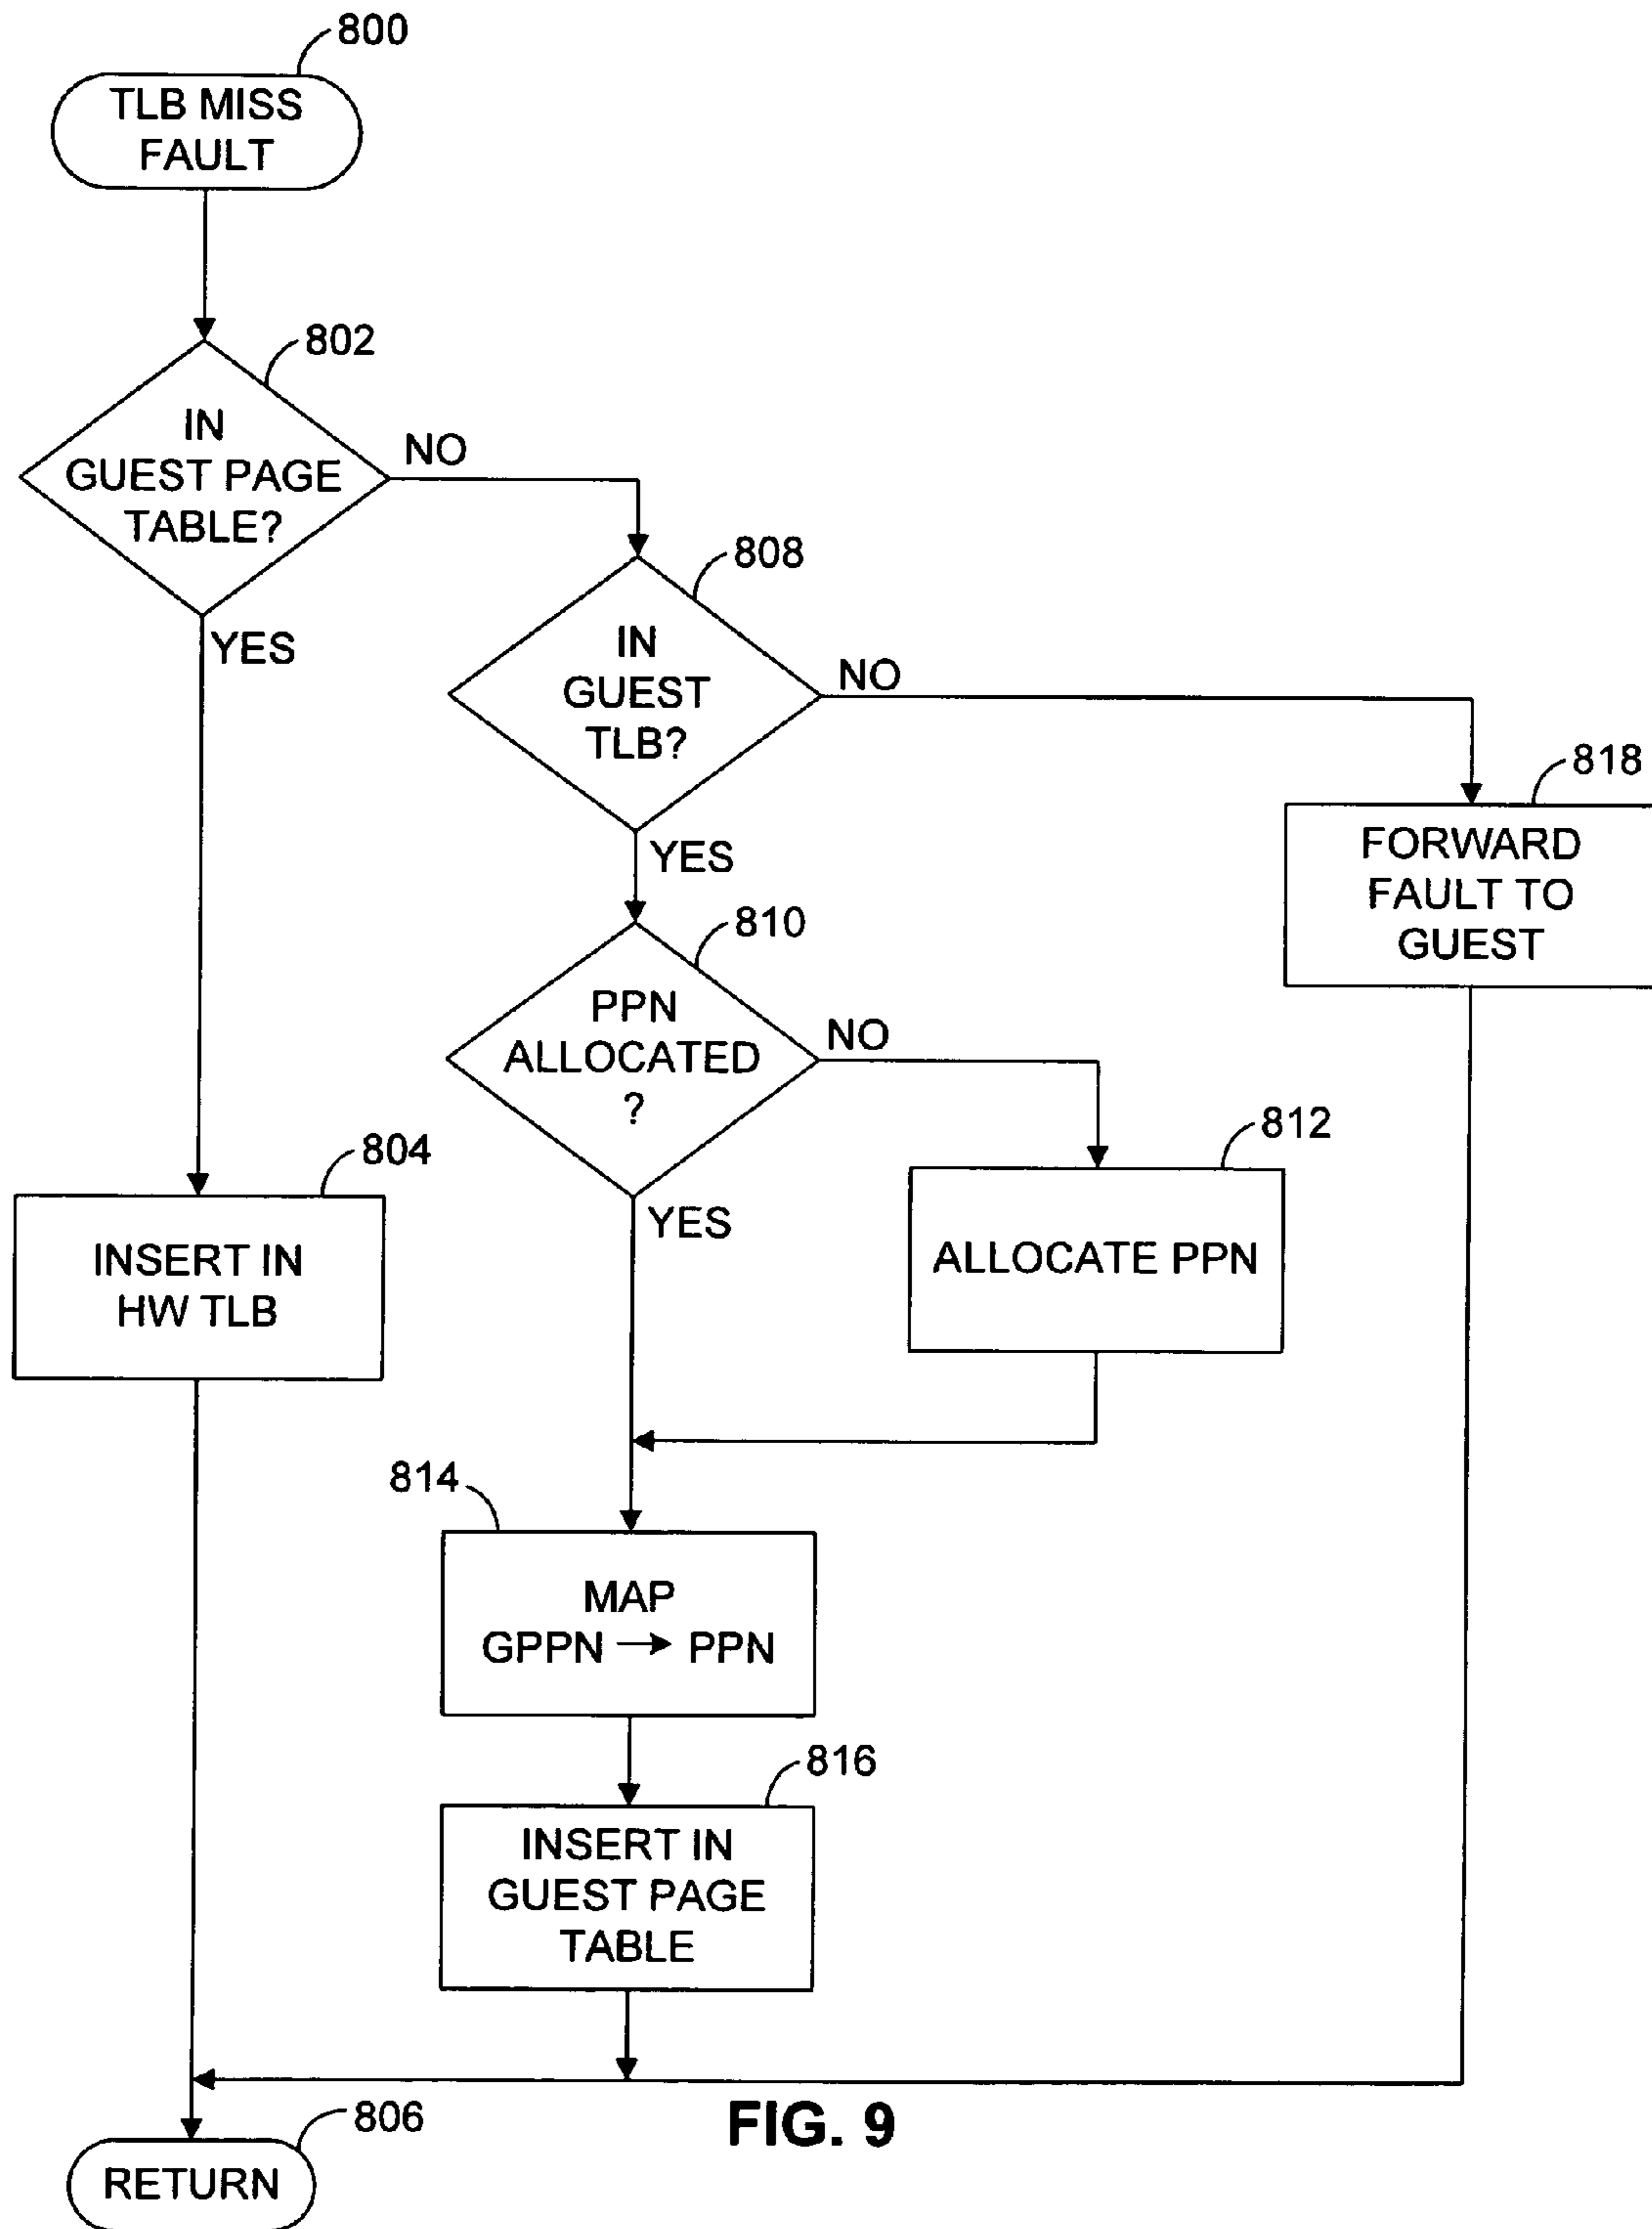 800
TLB MISS
FAULT
802
IN
GUEST PAGE
TABLE?
NO
YES
808
IN
GUEST
TLB?
NO
YES
818
FORWARD
FAULT TO
GUEST
810
PPN
ALLOCATED
?
NO
YES
812
ALLOCATE PPN
804
INSERT IN
HW TLB
814
MAP
GPPN → PPN
816
INSERT IN
GUEST PAGE
TABLE
806
RETURN
FIG. 9